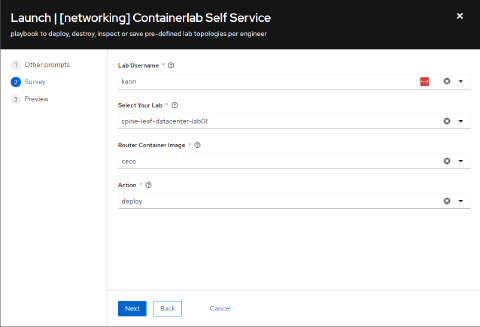 Launch | [networking] Containerlab Self Service
playbook to deploy, destroy, inspect or save pre-defined lab topologies per engineer
1 Other prompts
2 Survey
3 Preview
Lab Username *
kaon
Select Your Lab *
spine-leaf-datacenter-lab01
Router Container Image *
ceos
Action *
deploy
Next Back Cancel